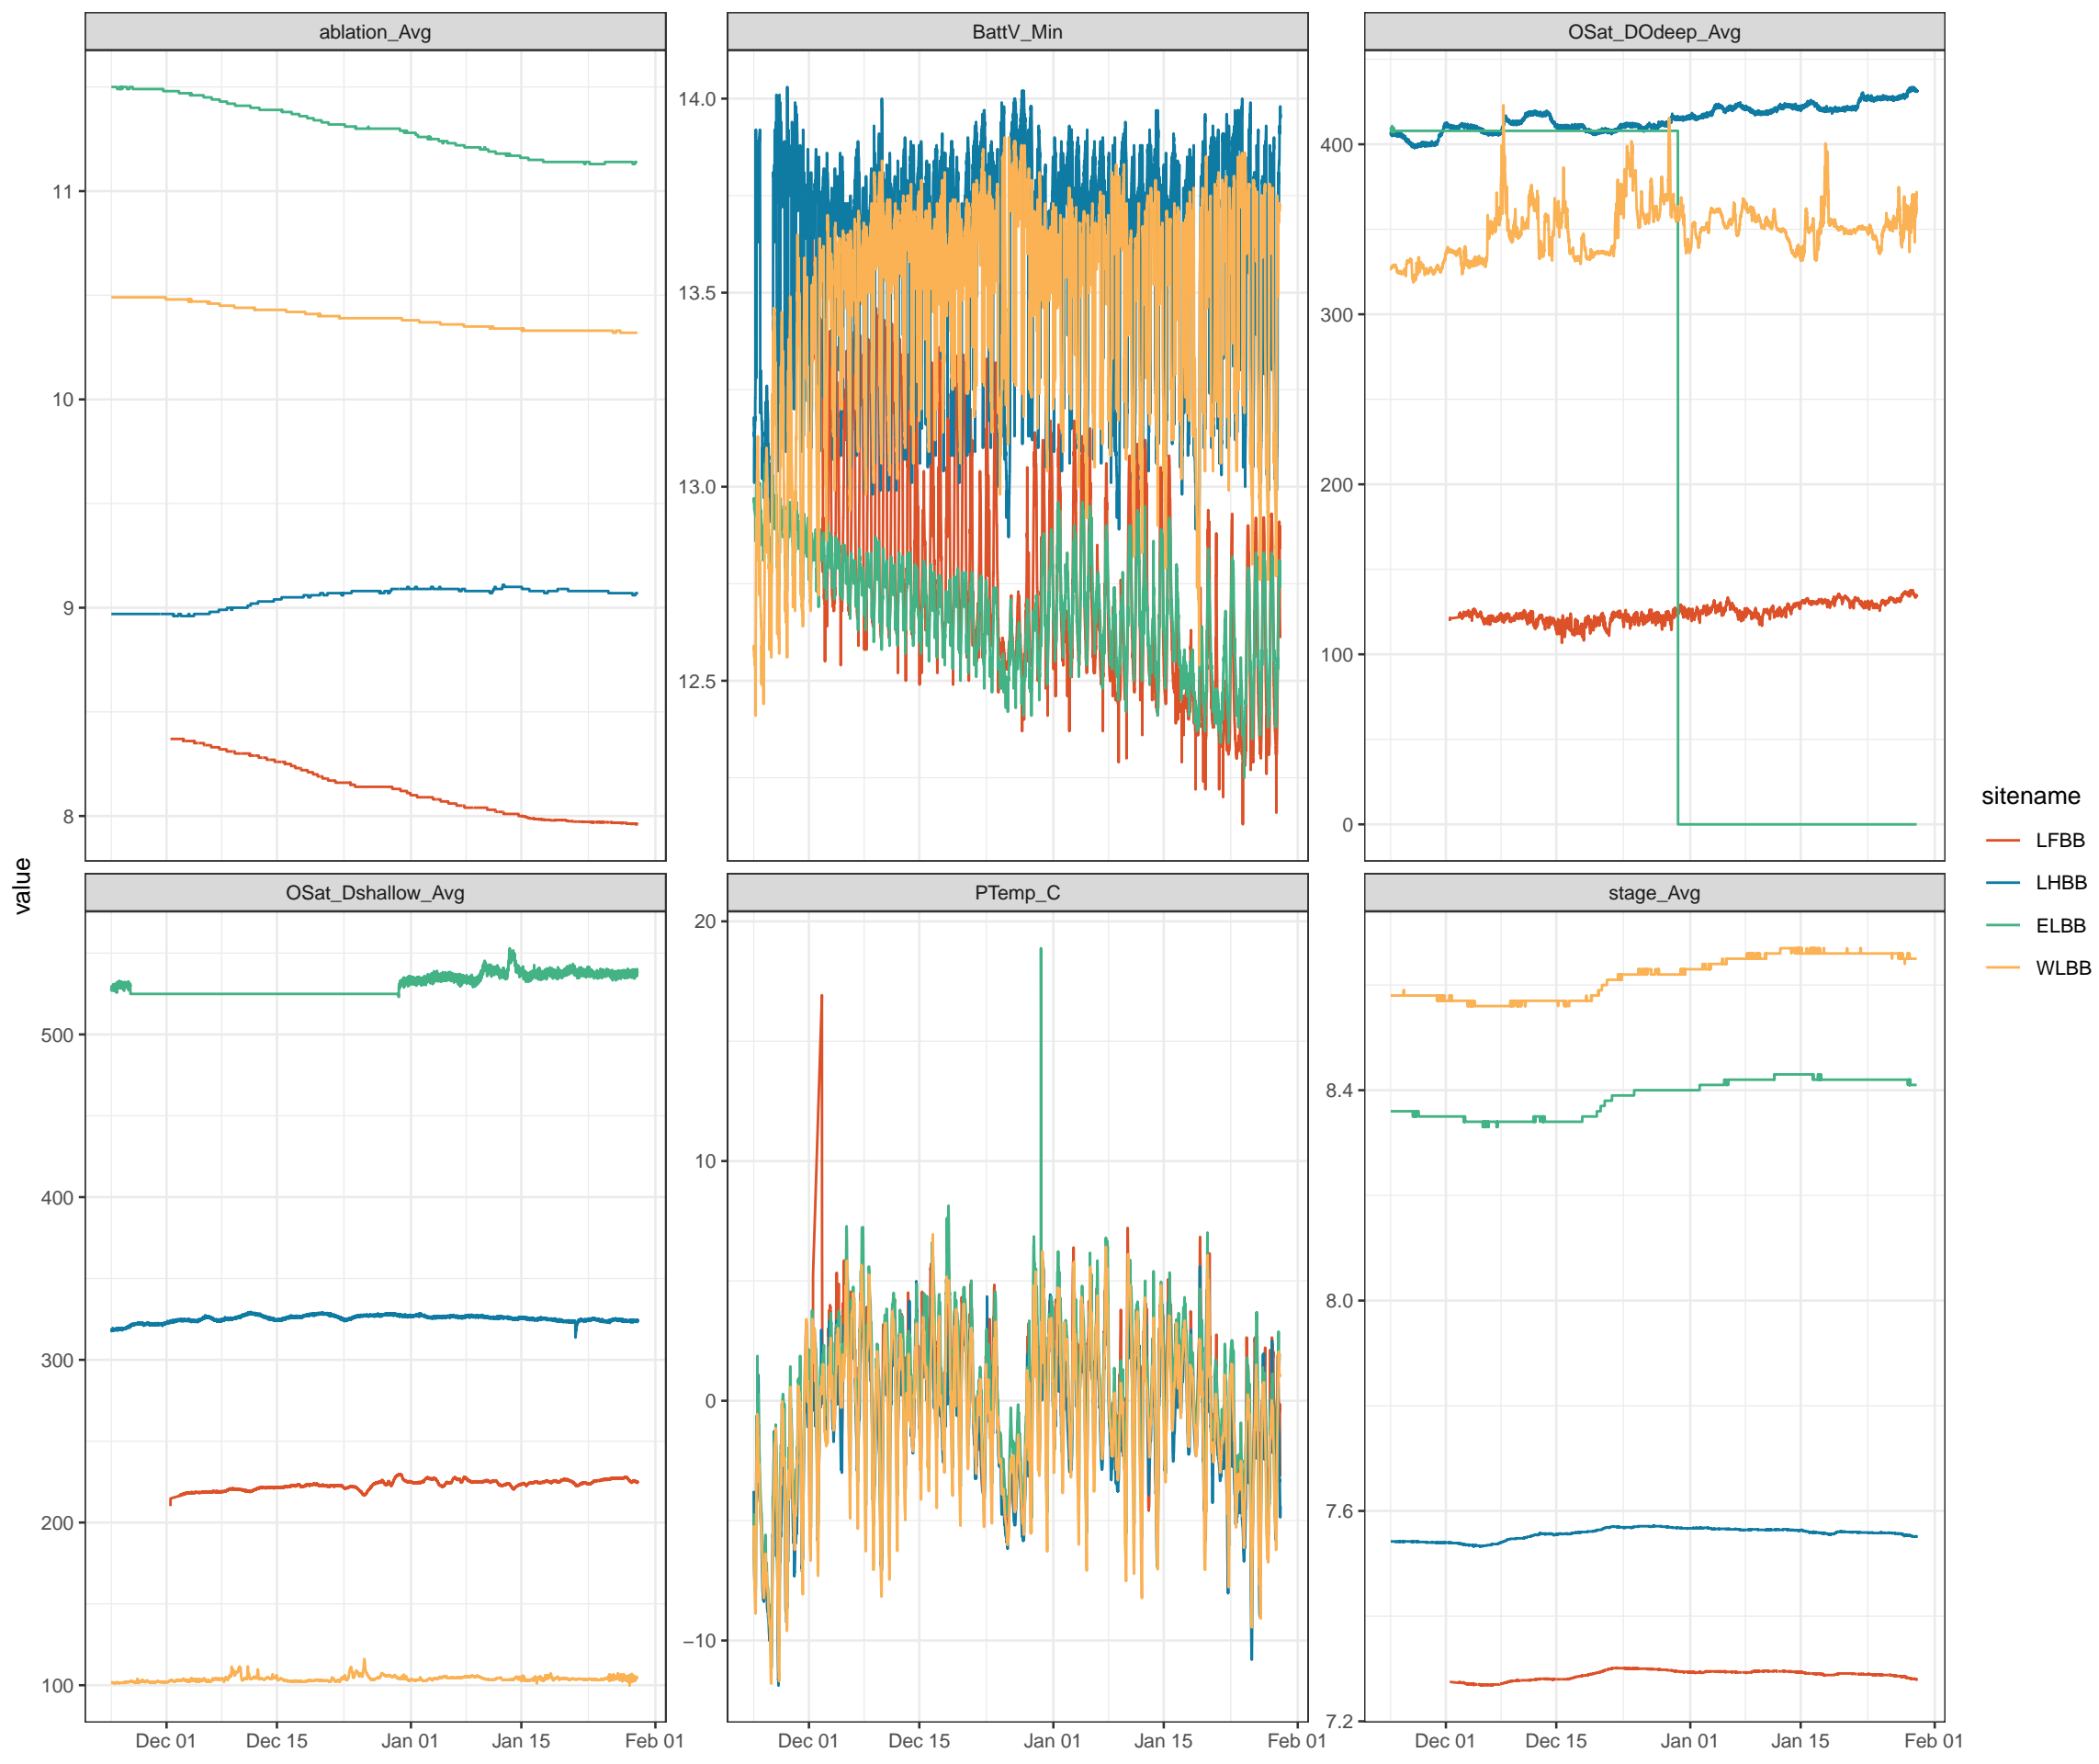 ablation_Avg
BattV_Min
OSat_DOdeep_Avg
11
10
9
8
14.0
13.5
13.0
12.5
400
300
200
100
0
value
OSat_Dshallow_Avg
PTemp_C
stage_Avg
500
400
300
200
100
20
10
0
−10
8.4
8.0
7.6
7.2
Dec 01 Dec 15 Jan 01 Jan 15 Feb 01
Dec 01 Dec 15 Jan 01 Jan 15 Feb 01
Dec 01 Dec 15 Jan 01 Jan 15 Feb 01
sitename
LFBB
LHBB
ELBB
WLBB